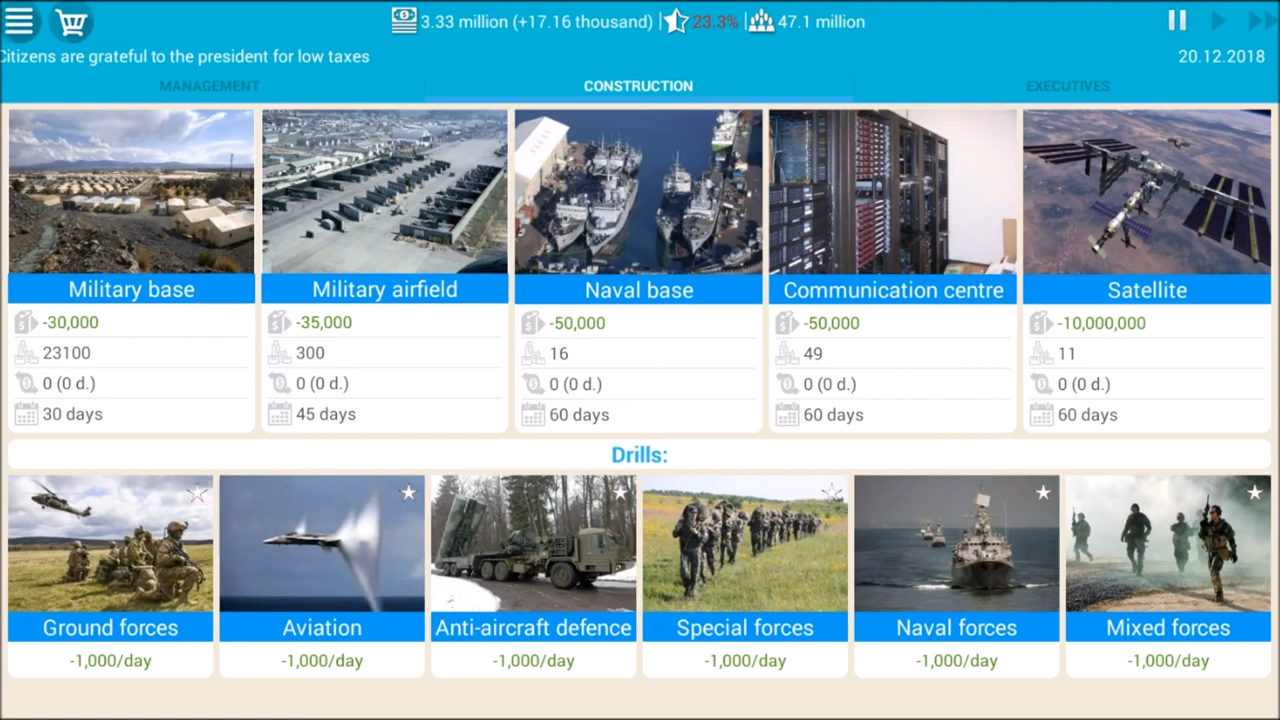 3.33 million (+17.16 thousand) | 23.3% | 47.1 million
Citizens are grateful to the president for low taxes
20.12.2018
MANAGEMENT
CONSTRUCTION
EXECUTIVES
Military base
-30,000
23100
0 (0 d.)
30 days
Military airfield
-35,000
300
0 (0 d.)
45 days
Naval base
-50,000
16
0 (0 d.)
60 days
Communication centre
-50,000
49
0 (0 d.)
60 days
Satellite
-10,000,000
11
0 (0 d.)
60 days
Drills:
Ground forces
-1,000/day
Aviation
-1,000/day
Anti-aircraft defence
-1,000/day
Special forces
-1,000/day
Naval forces
-1,000/day
Mixed forces
-1,000/day